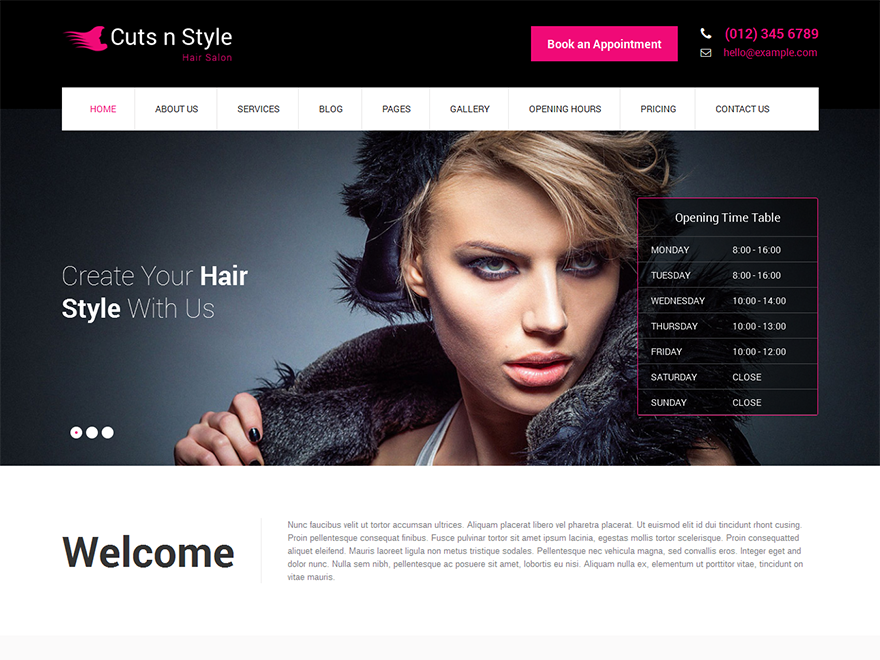 Cuts n Style
Hair Salon
Book an Appointment
(012) 345 6789
hello@example.com
HOME ABOUT US SERVICES BLOG PAGES GALLERY OPENING HOURS PRICING CONTACT US
Create Your Hair
Style With Us
Opening Time Table
MONDAY 8:00 - 16:00
TUESDAY 8:00 - 16:00
WEDNESDAY 10:00 - 14:00
THURSDAY 10:00 - 13:00
FRIDAY 10:00 - 12:00
SATURDAY CLOSE
SUNDAY CLOSE
Welcome
Nunc faucibus velit ut tortor accumsan ultrices. Aliquam placerat libero vel pharetra placerat. Ut euismod elit id dui tincidunt rhont cusing.
Proin pellentesque consequat finibus. Fusce pulvinar tortor sit amet ipsum lacinia, egestas mollis tortor scelerisque. Proin consequatted
aliquet eleifend. Mauris laoreet ligula non metus tristique sodales. Pellentesque nec vehicula magna, sed convallis eros. Integer eget and
dolor nunc. Nulla sem nibh, pellentesque ac posuere sit amet, lobortis eu nisi. Aliquam nulla ex, elementum ut porttitor vitae, tincidunt on
vitae mauris.